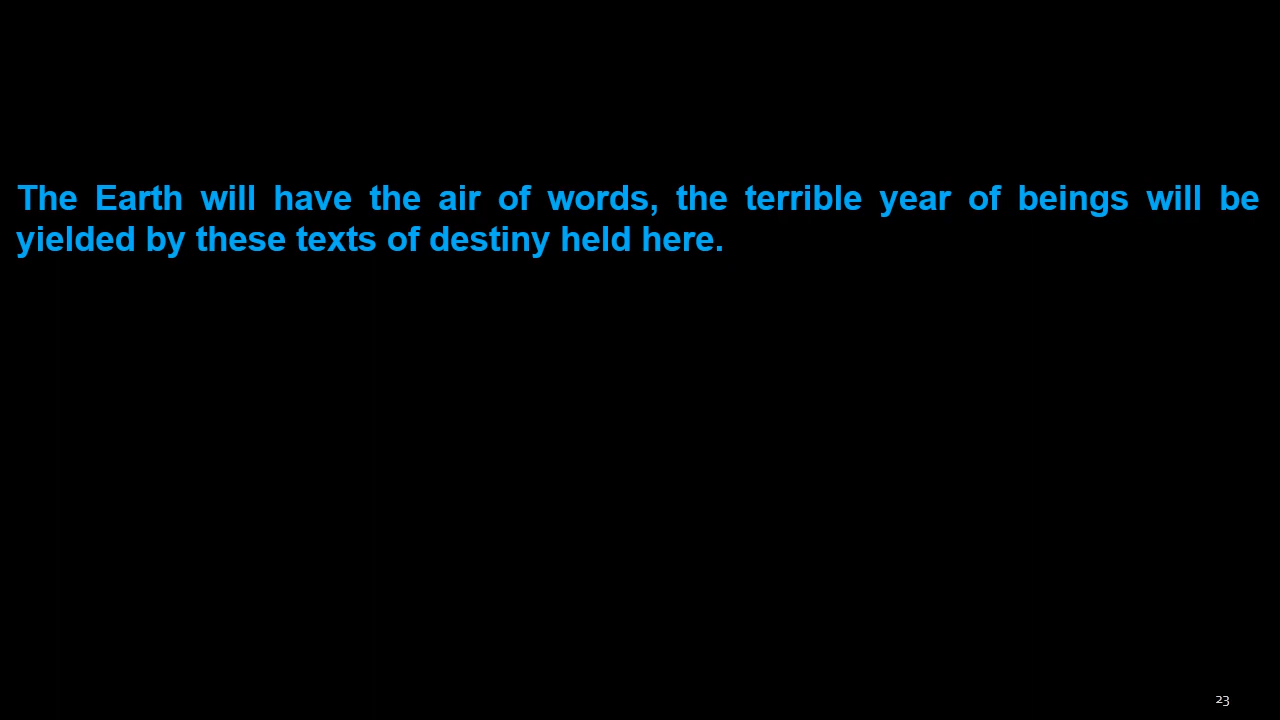 The Earth will have the air of words, the terrible year of beings will be
yielded by these texts of destiny held here.
23